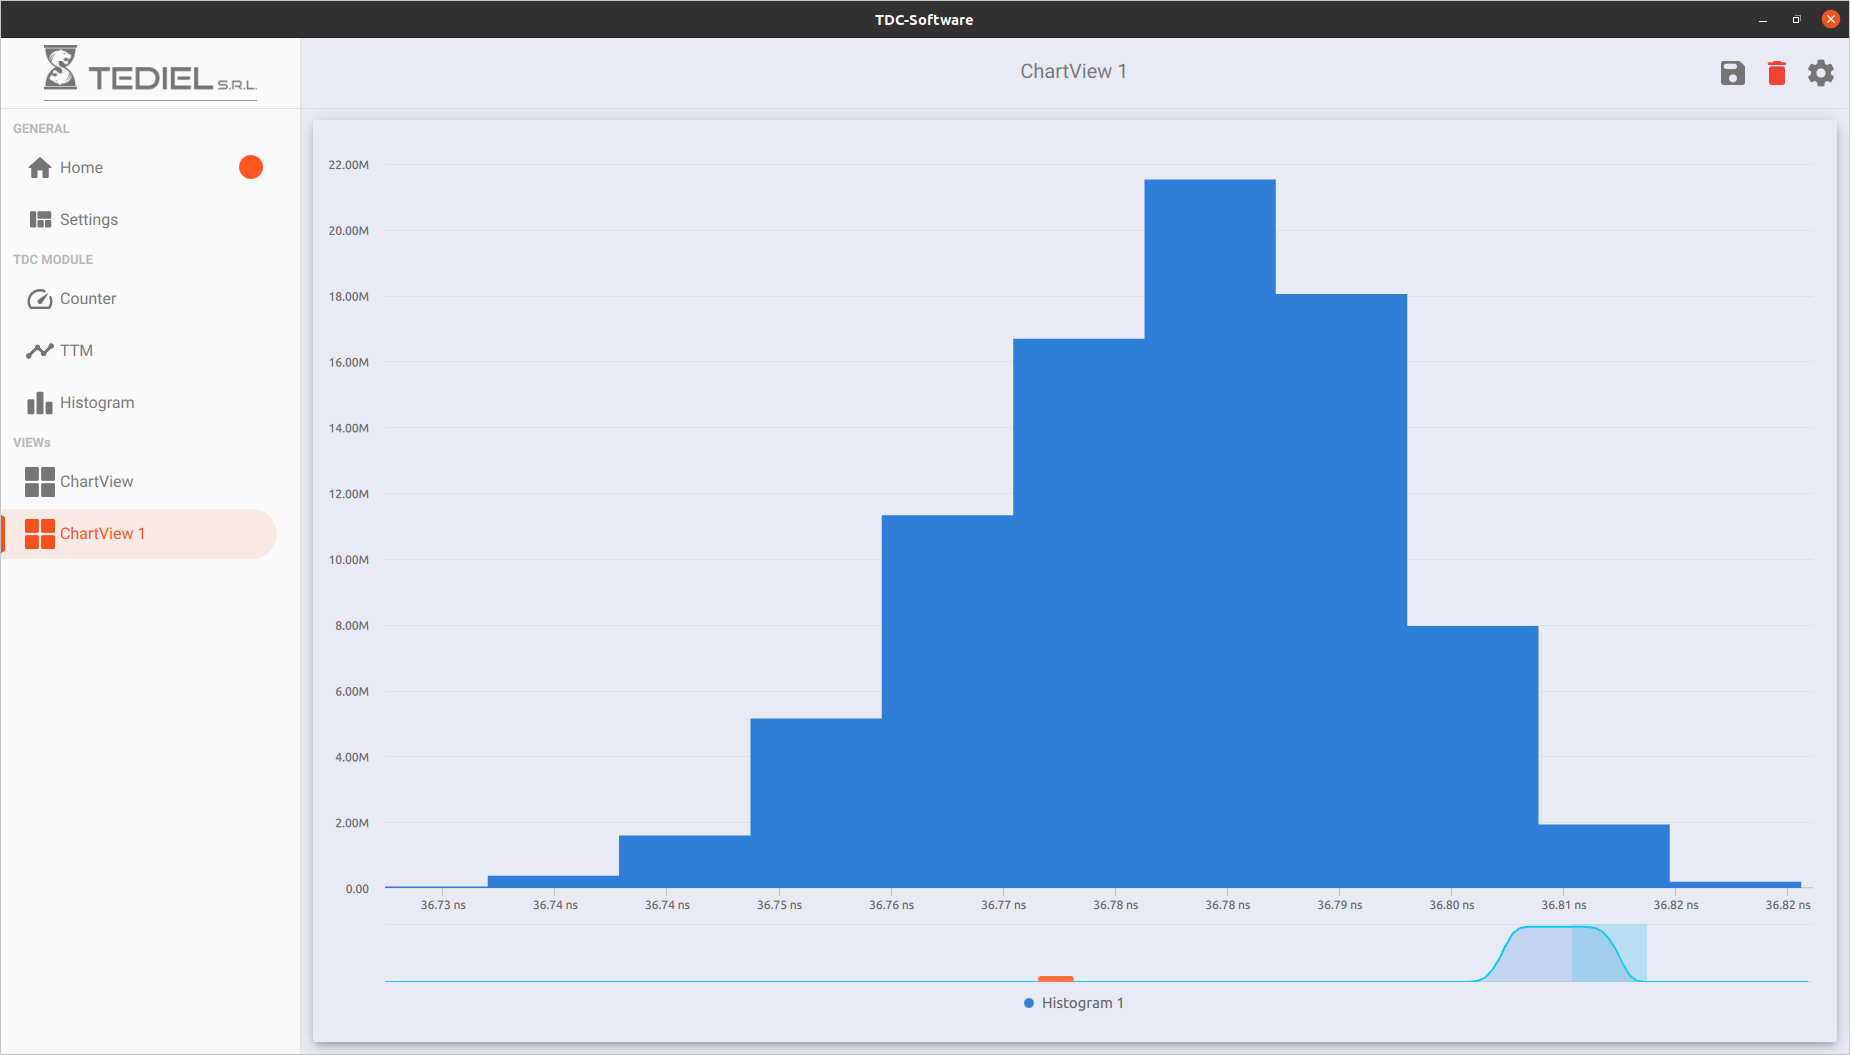 TDC-Software
TEDIEL S.R.L.
ChartView 1
GENERAL
Home
Settings
TDC MODULE
Counter
TTM
Histogram
VIEWs
ChartView
ChartView 1
22.00M
20.00M
18.00M
16.00M
14.00M
12.00M
10.00M
8.00M
6.00M
4.00M
2.00M
0.00
36.73 ns 36.74 ns 36.74 ns 36.75 ns 36.76 ns 36.77 ns 36.78 ns 36.78 ns 36.79 ns 36.80 ns 36.81 ns 36.82 ns 36.82 ns
Histogram 1